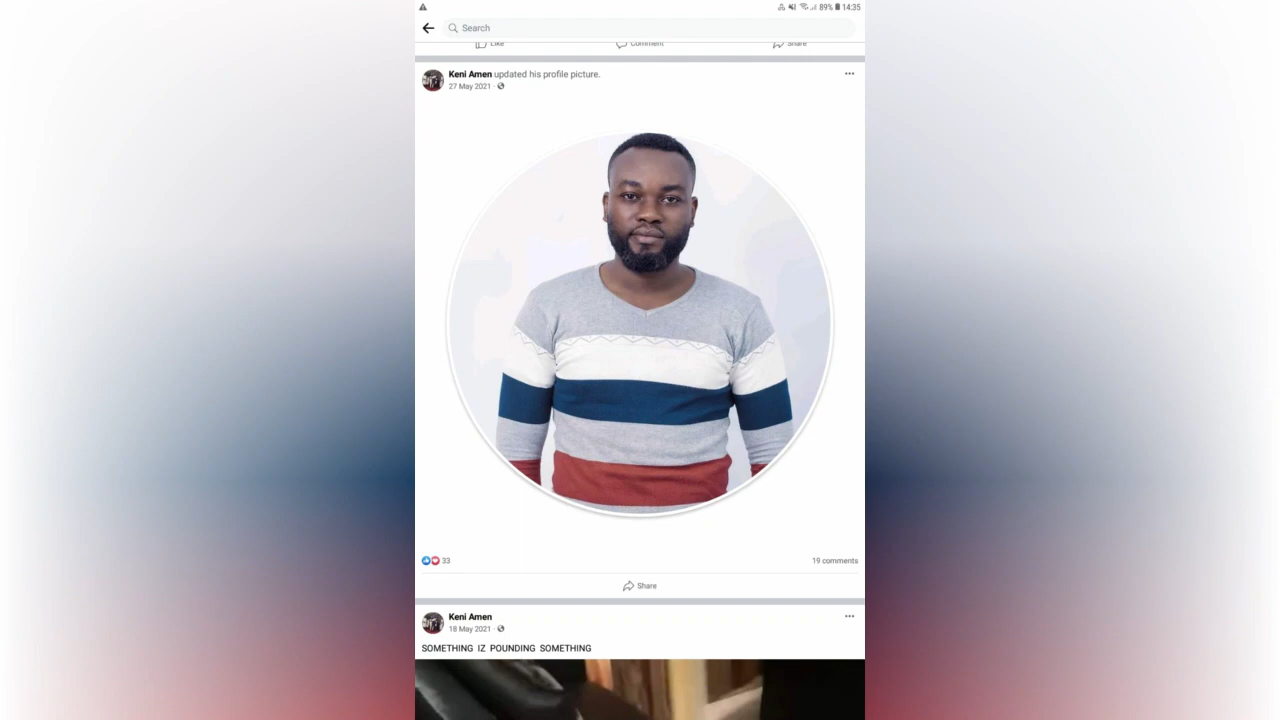 89% 14:35
Search
Like Comment Share
Keni Amen updated his profile picture.
27 May 2021 ·
33 19 comments
Share
Keni Amen
18 May 2021 ·
SOMETHING IZ POUNDING SOMETHING